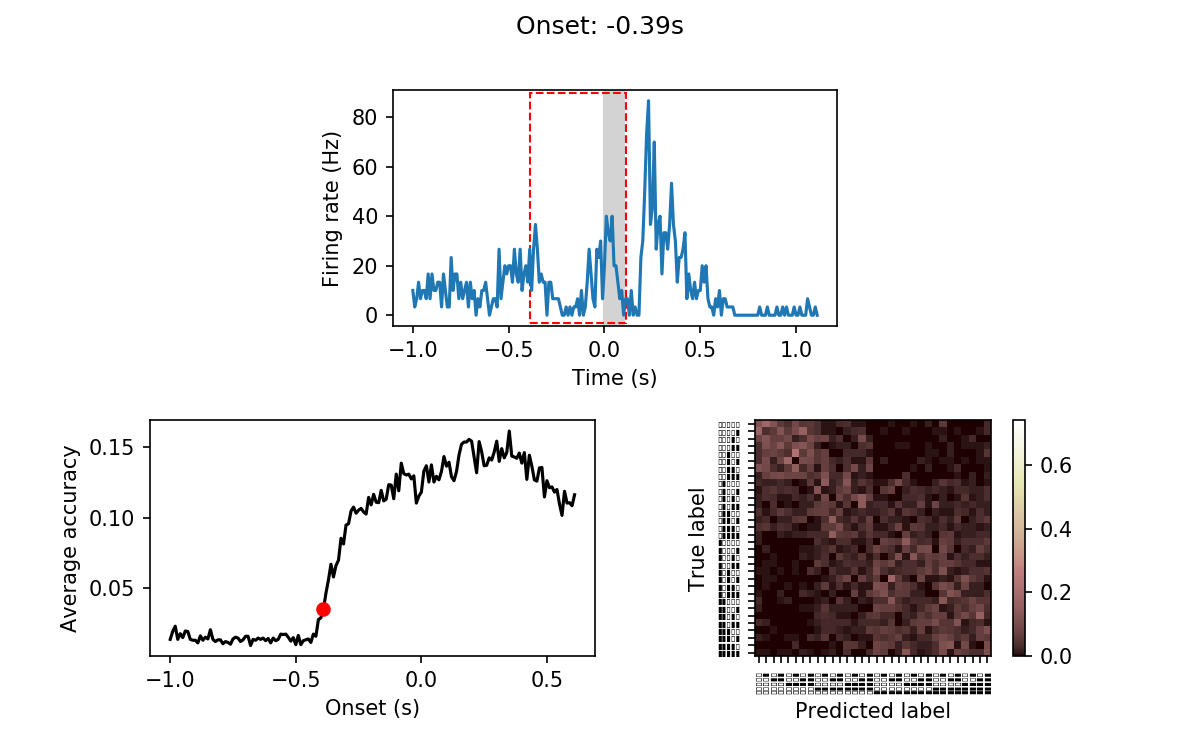 Onset: -0.39s
Firing rate (Hz)
80
60
40
20
0
−1.0 −0.5 0.0 0.5 1.0
Time (s)
Average accuracy
0.15
0.10
0.05
−1.0 −0.5 0.0 0.5
Onset (s)
True label
Predicted label
0.6
0.4
0.2
0.0